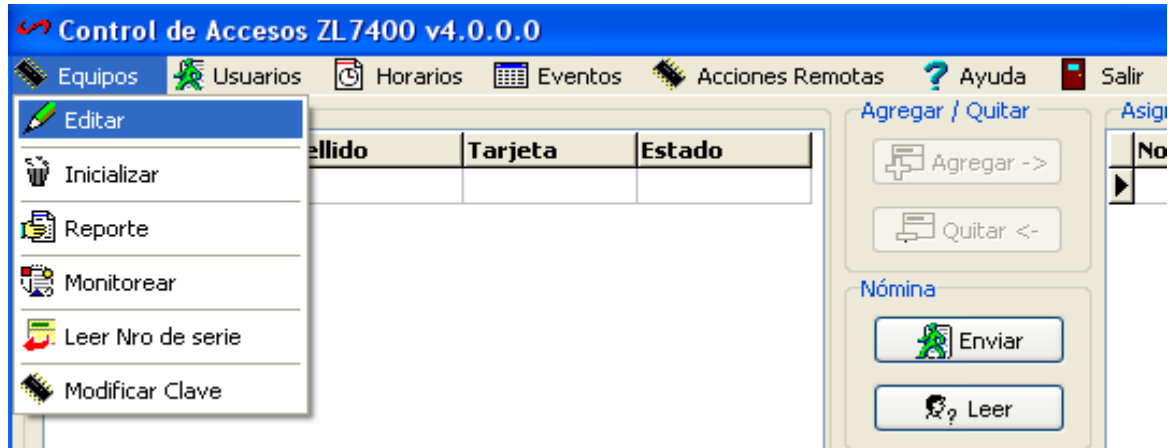 Control de Accesos ZL7400 v4.0.0.0
Equipos Usuarios Horarios Eventos Acciones Remotas Ayuda Salir
Editar
Inicializar
Reporte
Monitorear
Leer Nro de serie
Modificar Clave
ellido Tarjeta Estado
Agregar / Quitar
Agregar ->
Quitar <-
Nómina
Enviar
Leer
Asig
No